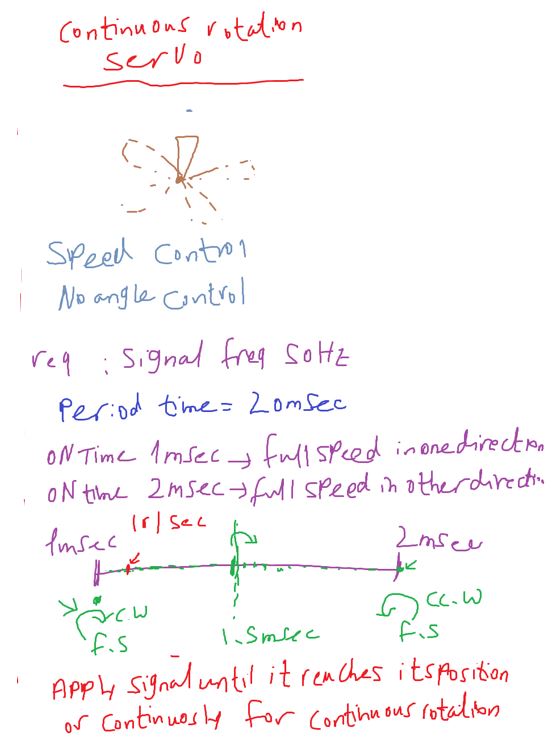 Continuous rotation
servo
Speed Control
No angle control
req : Signal freq 50HZ
Period time = 20msec
ON Time 1msec → full speed in one direction
ON time 2msec → full speed in other direction
1r/sec
1msec 2msec
C.W CC.W
F.S 1.5msec F.S
APPly signal until it reaches its position
or continuosly for continuous rotation